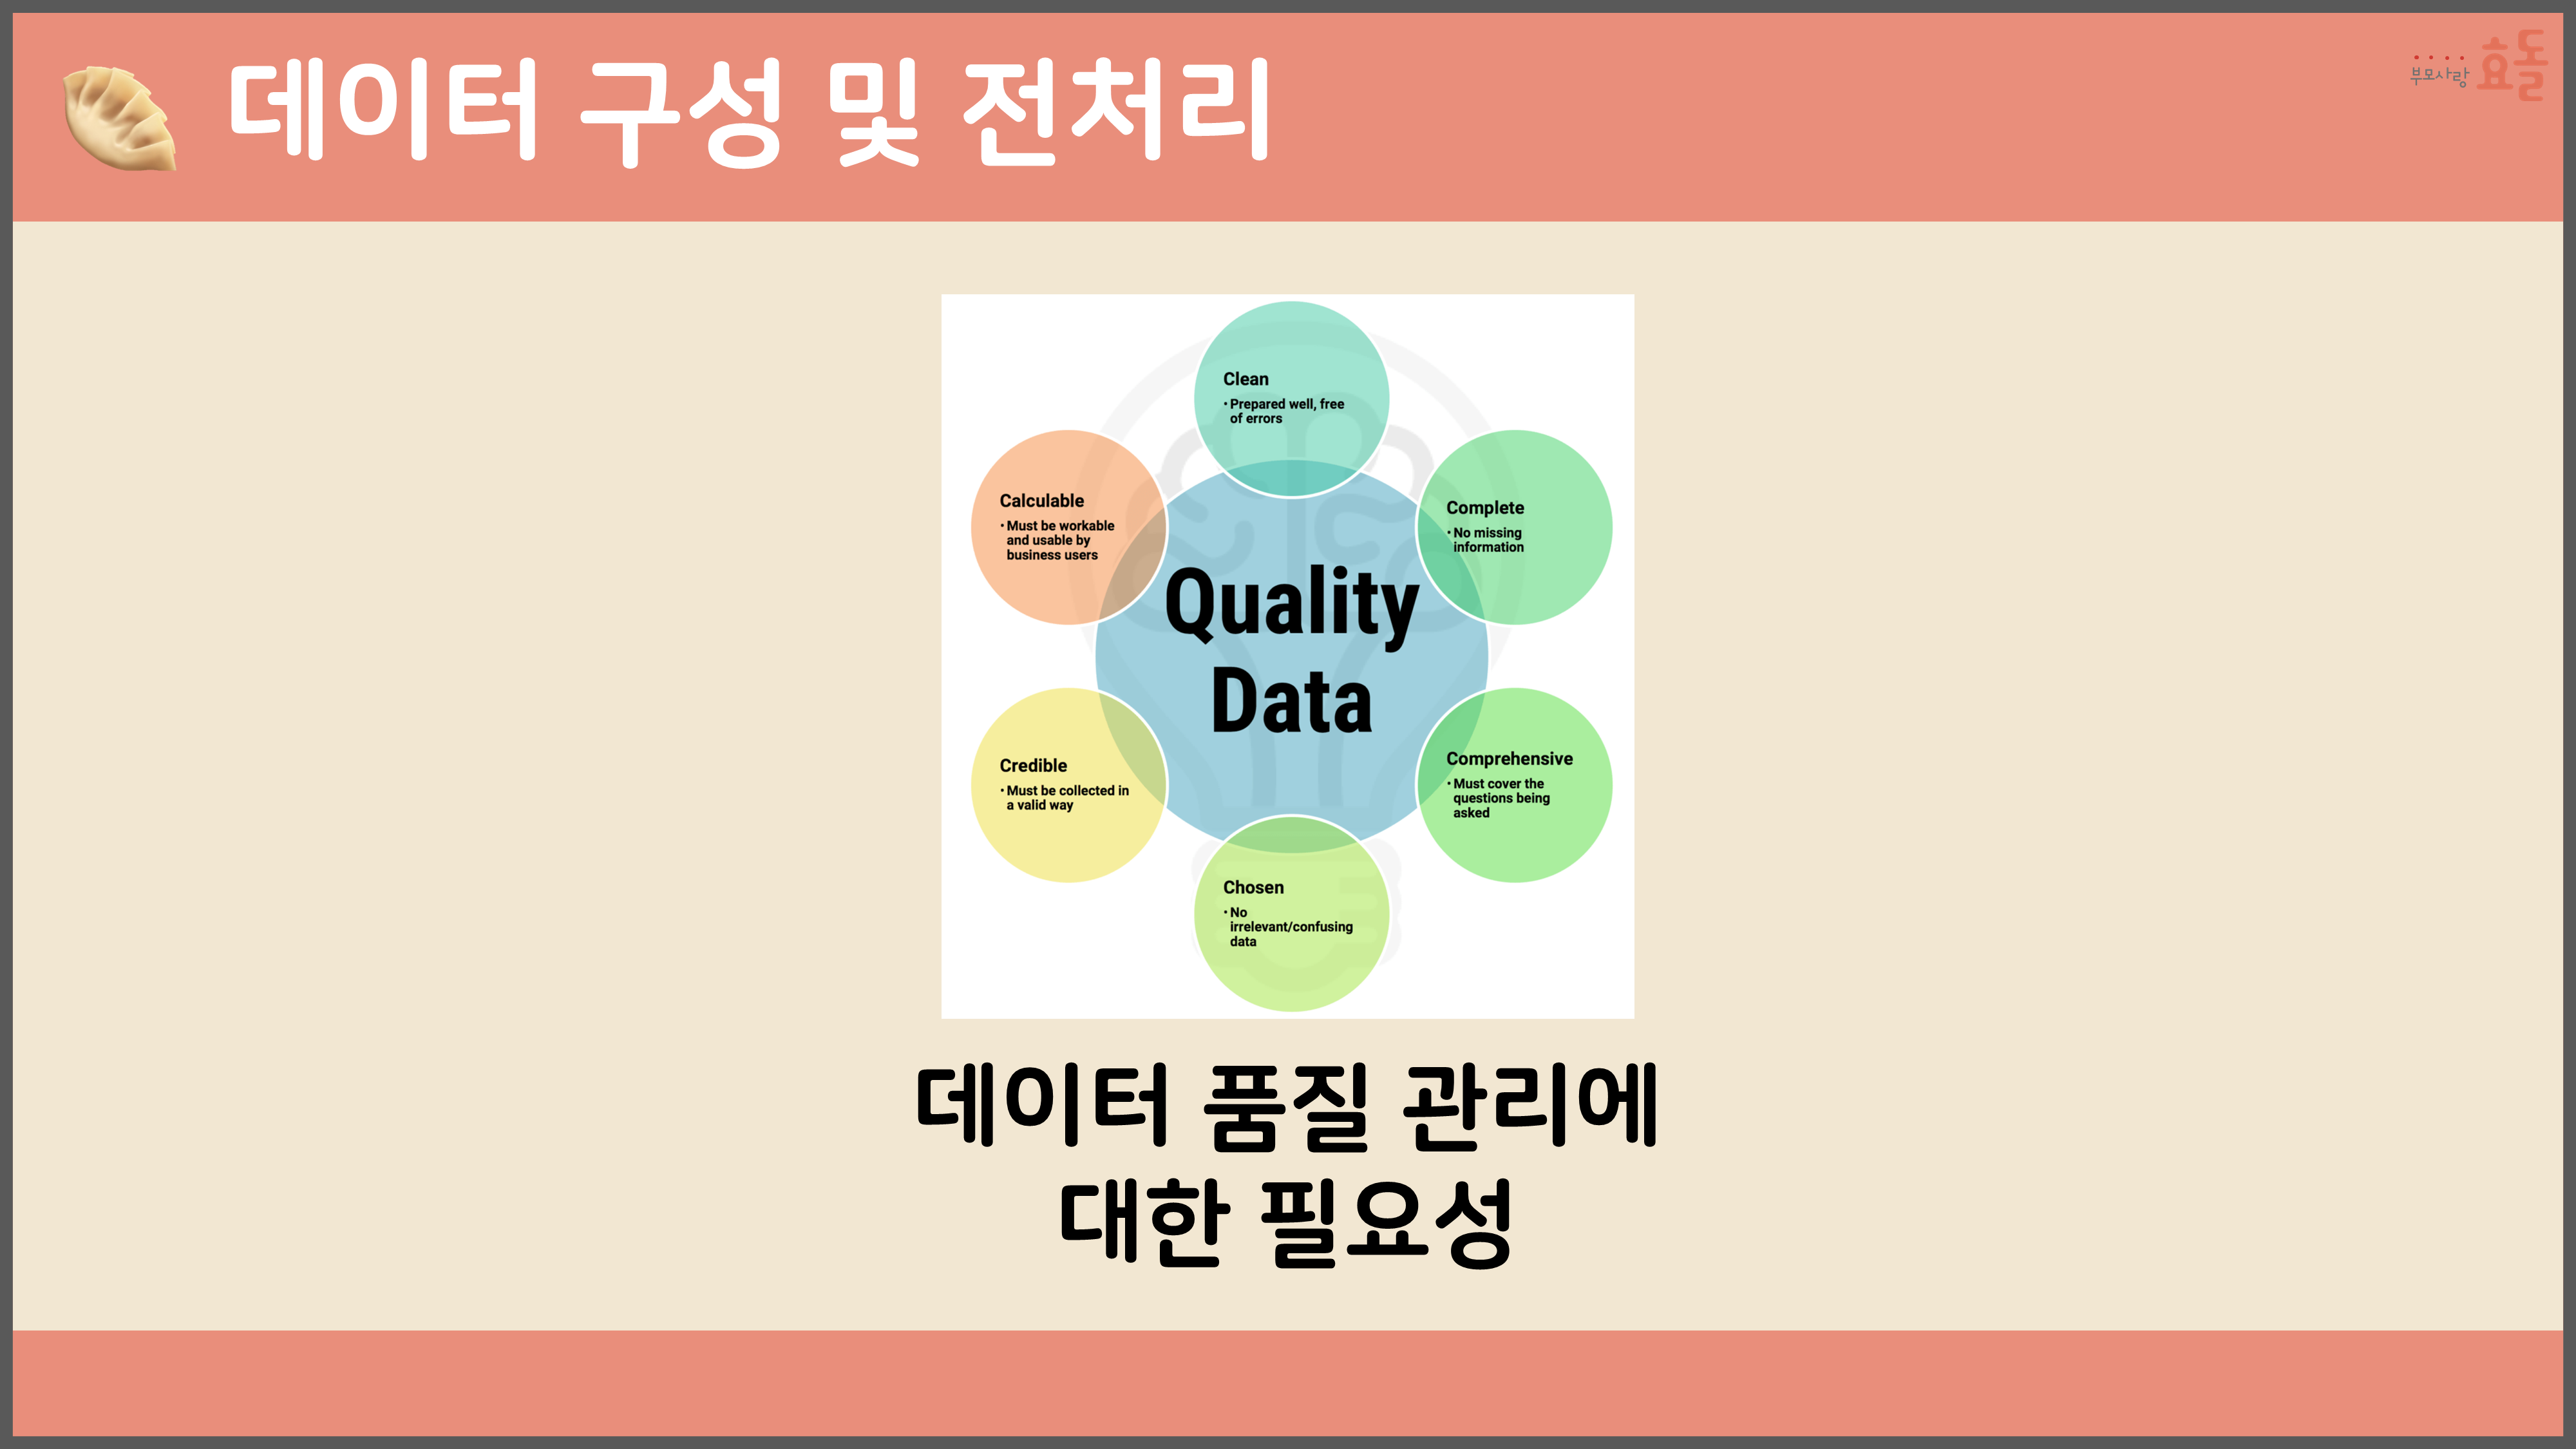 데이터 구성 및 전처리
부모사랑 효돌
Clean
• Prepared well, free
of errors
Complete
• No missing
information
Comprehensive
• Must cover the
questions being
asked
Chosen
• No
irrelevant/confusing
data
Credible
• Must be collected in
a valid way
Calculable
• Must be workable
and usable by
business users
Quality
Data
데이터 품질 관리에
대한 필요성